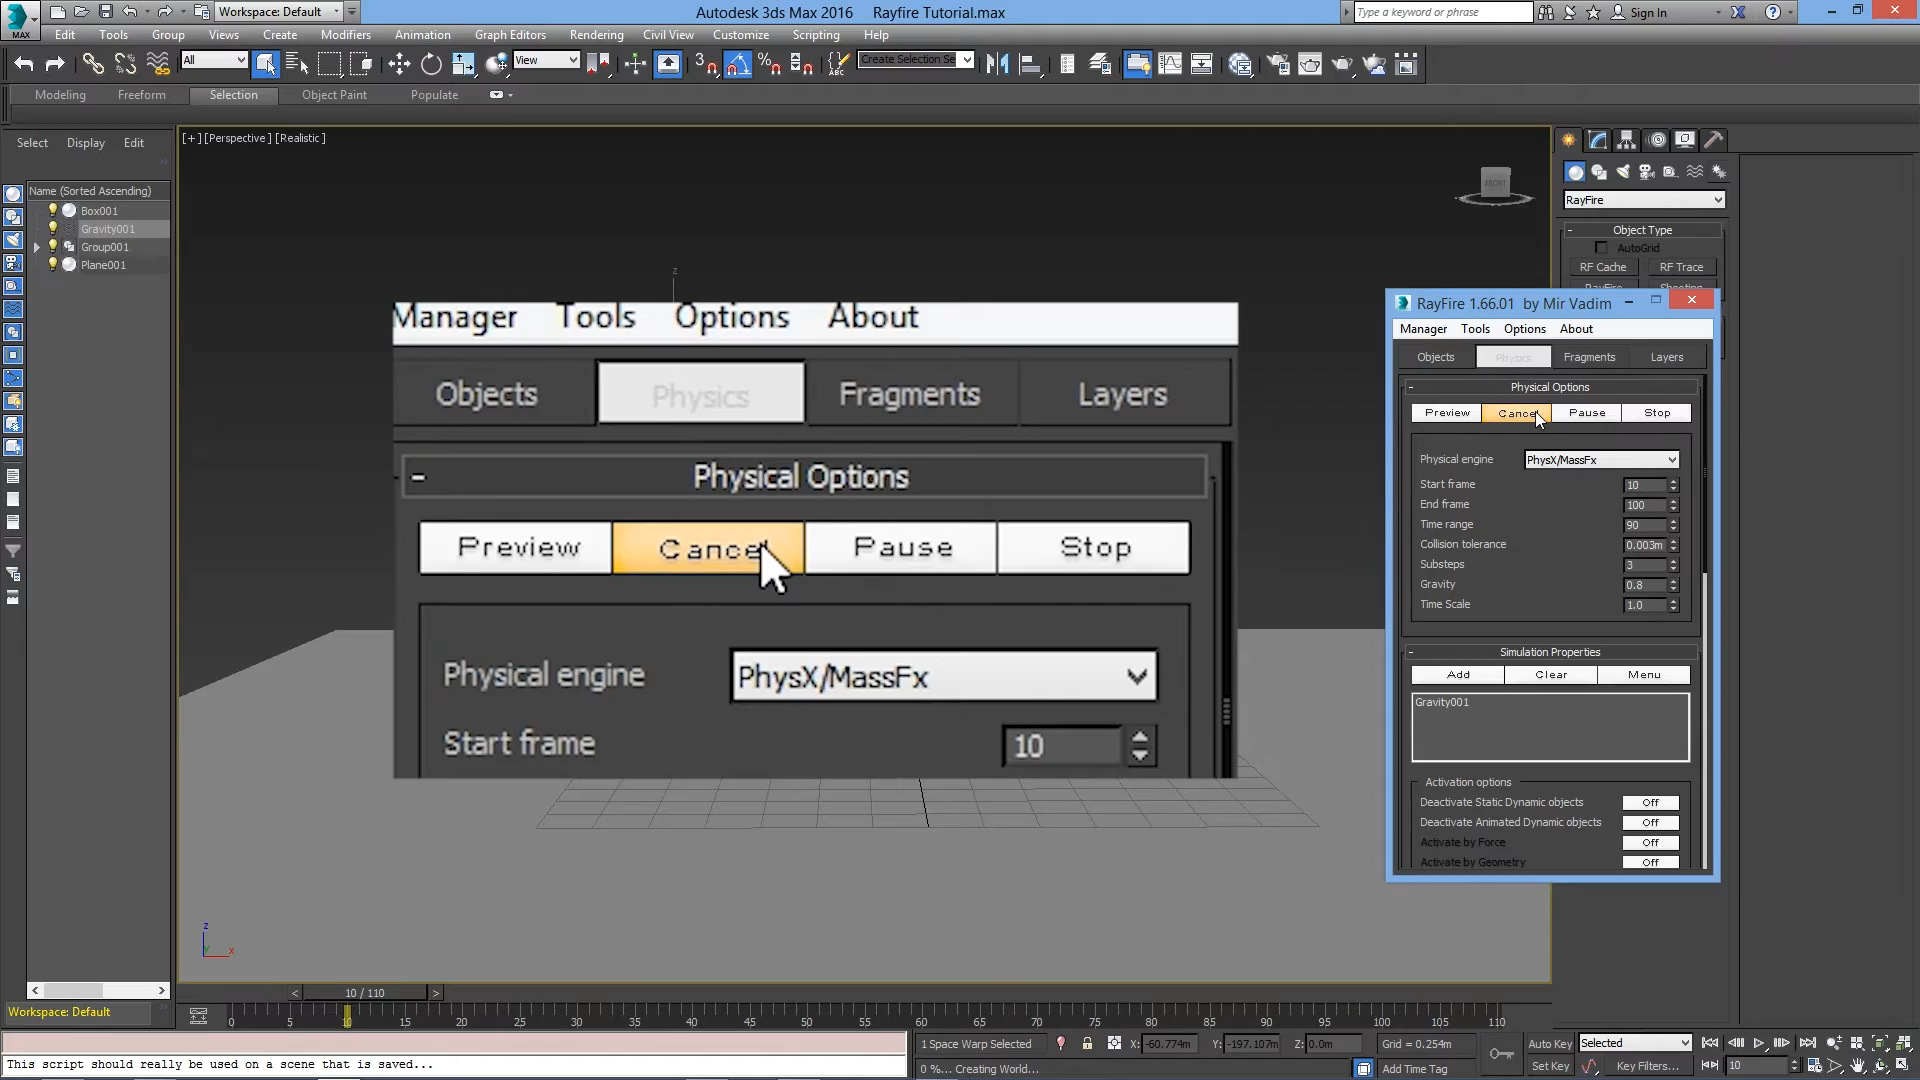 Workspace: Default
Autodesk 3ds Max 2016 Rayfire Tutorial.max
Type a keyword or phrase
Sign In
MAX
Edit Tools Group Views Create Modifiers Animation Graph Editors Rendering Civil View Customize Scripting Help
All
View
Create Selection Se
Modeling Freeform Selection Object Paint Populate
Select Display Edit
Name (Sorted Ascending)
Box001
Gravity001
Group001
Plane001
[+] [Perspective] [Realistic]
z
FRONT
Manager Tools Options About
Objects Physics Fragments Layers
- Physical Options
Preview Cancel Pause Stop
Physical engine PhysX/MassFx
Start frame 10
z
y
x
RayFire
- Object Type
AutoGrid
RF Cache RF Trace
RayFire 1.66.01 by Mir Vadim
Manager Tools Options About
Objects Physics Fragments Layers
- Physical Options
Preview Cancel Pause Stop
Physical engine PhysX/MassFx
Start frame 10
End frame 100
Time range 90
Collision tolerance 0.003m
Substeps 3
Gravity 0.8
Time Scale 1.0
- Simulation Properties
Add Clear Menu
Gravity001
Activation options
Deactivate Static Dynamic objects Off
Deactivate Animated Dynamic objects Off
Activate by Force Off
Activate by Geometry Off
< 10 / 110 >
Workspace: Default
0 5 10 15 20 25 30 35 40 45 50 55 60 65 70 75 80 85 90 95 100 105 110
1 Space Warp Selected X: -60.774m Y: -197.107m Z: 0.0m Grid = 0.254m Auto Key Selected
This script should really be used on a scene that is saved...
0 %... Creating World... Add Time Tag Set Key Key Filters... 10